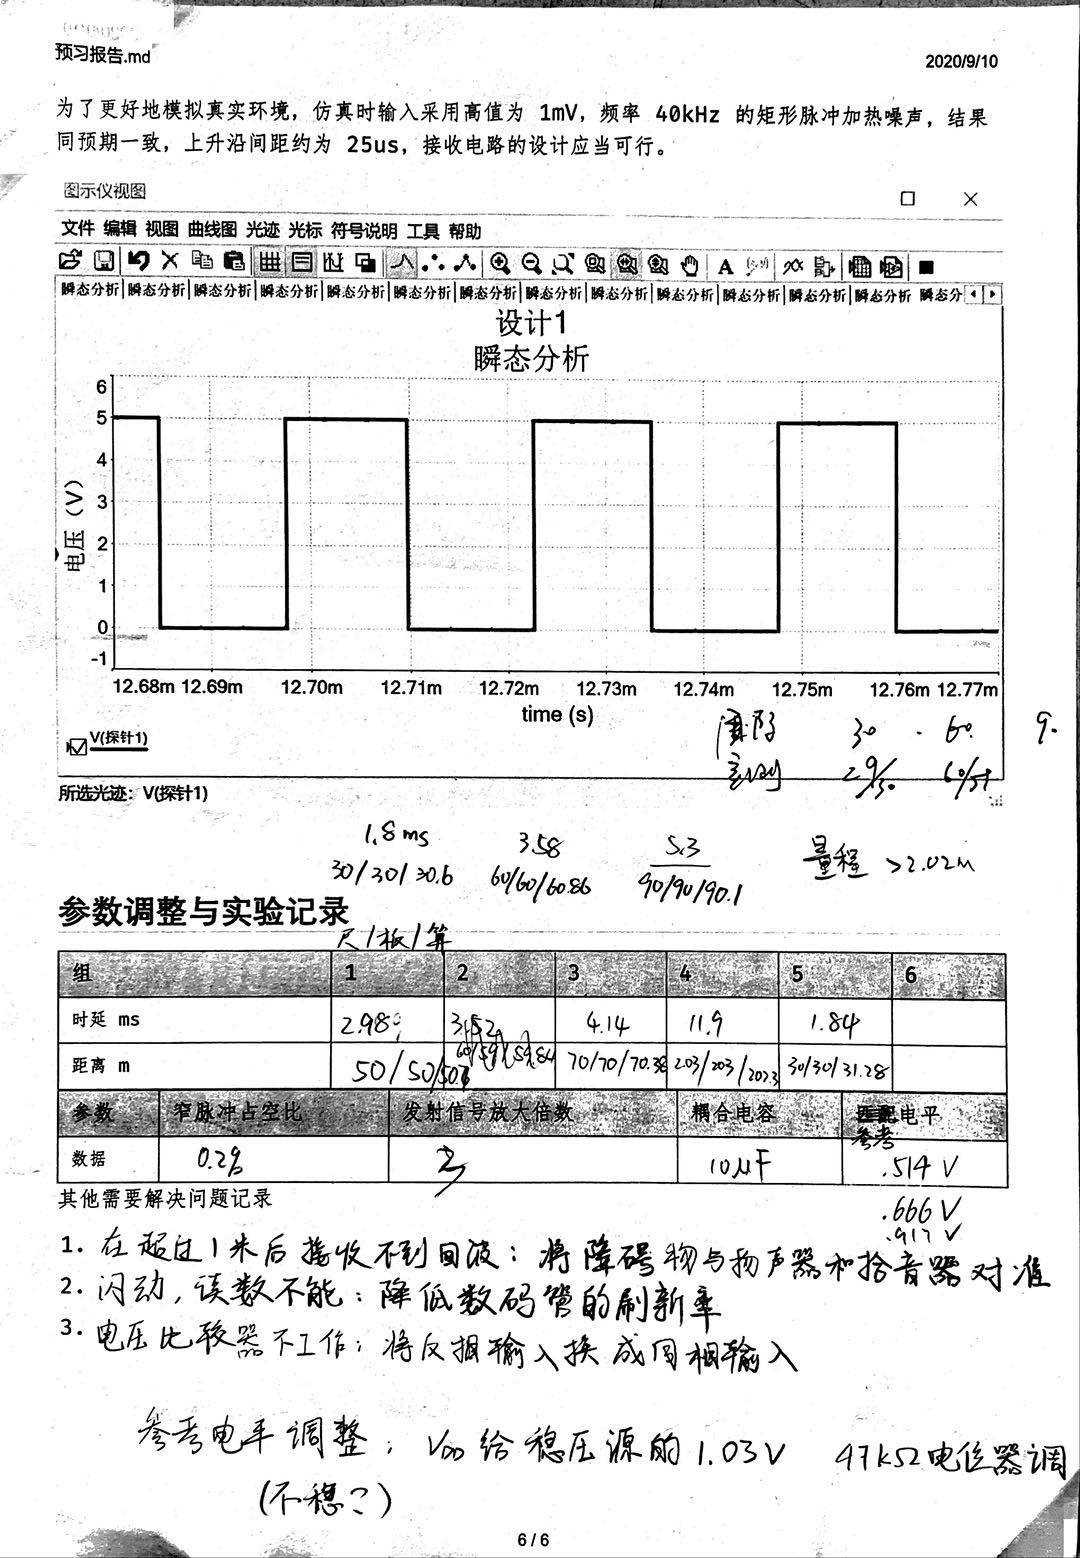 预习报告.md
2020/9/10
为了更好地模拟真实环境，仿真时输入采用高值为 1mV，频率 40kHz 的矩形脉冲加热噪声，结果
同预期一致，上升沿间距约为 25us，接收电路的设计应当可行。
图示仪视图
文件 编辑 视图 曲线图 光迹 光标 符号说明 工具 帮助
瞬态分析 瞬态分析 瞬态分析 瞬态分析 瞬态分析 瞬态分析 瞬态分析 瞬态分析 瞬态分析 瞬态分析 瞬态分析 瞬态分析 瞬态分析 瞬态分
设计1
瞬态分析
电压（V）
6
5
4
3
2
1
0
-1
12.68m 12.69m 12.70m 12.71m 12.72m 12.73m 12.74m 12.75m 12.76m 12.77m
time (s)
V(探针1)
30 60. 9.
所选光迹：V(探针1)
1.8 ms 3.58 5.3
30/30/30.6 60/60/60.86 90/90/90.1
量程 >2.02m
参数调整与实验记录
尺/板/算
组 1 2 3 4 5 6
时延 ms 2.98 3.52 4.14 11.9 1.84
距离 m 50/50/50.6 60/59/59.84 70/70/70.38 203/203/202.3 30/30/31.28
参数 窄脉冲占空比 发射信号放大倍数 耦合电容 电平
参考
数据 0.2% 10μF .514 V
其他需要解决问题记录
.666 V
.917 V
1. 在超过1米后接收不到回波：将障碍物与扬声器和拾音器对准
2. 闪动，读数不能：降低数码管的刷新率
3. 电压比较器不工作：将反相输入换成同相输入
参考电平调整：VDD给稳压源的1.03V 47kΩ电位器调
(不稳?)
6 / 6